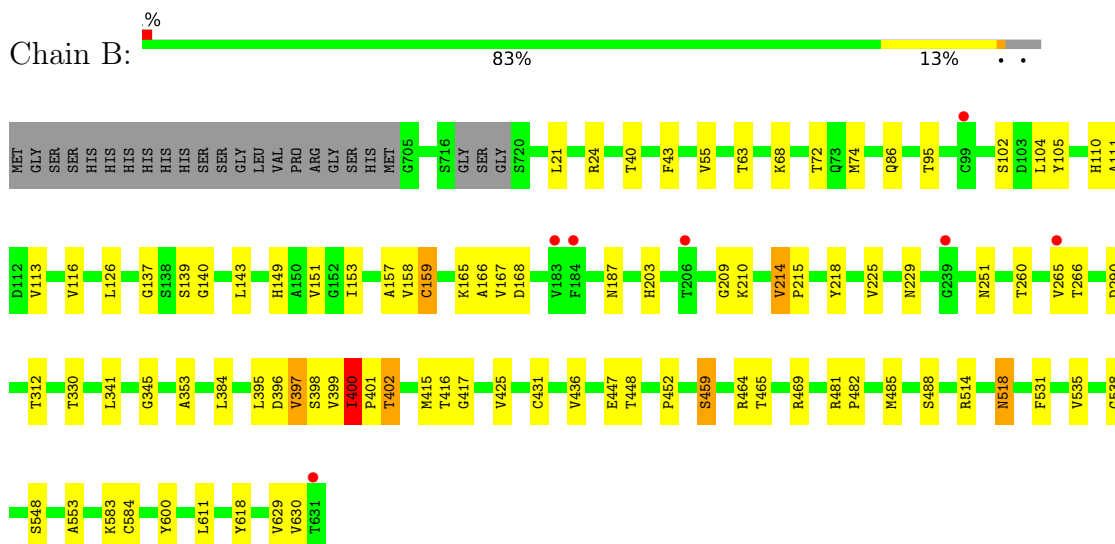 %
Chain B:
83% 13% • •
MET GLY SER SER HIS HIS HIS HIS HIS HIS SER SER GLY LEU VAL PRO ARG GLY SER HIS MET G705 S716 GLY SER GLY S720 L21 R24 T40 F43 V55 T63 K68 T72 Q73 M74 Q86 T95 C99 S102 D103 L104 Y105 H110 A111
D112 V113 V116 L126 G137 S138 S139 G140 L143 H149 A150 V151 G152 I153 A157 V158 C159 K165 A166 V167 D168 V183 F184 N187 H203 T206 G209 K210 V214 P215 Y218 V225 N229 G239 N251 T260 V265 T266 D290
T312 T330 L341 G345 A353 L384 L395 D396 V397 S398 V399 I400 P401 T402 M415 T416 G417 V425 C431 V436 E447 T448 P452 S459 R464 T465 R469 R481 P482 M485 S488 R514 N518 F531 V535
S548 A553 K583 C584 Y600 L611 Y618 V629 V630 T631